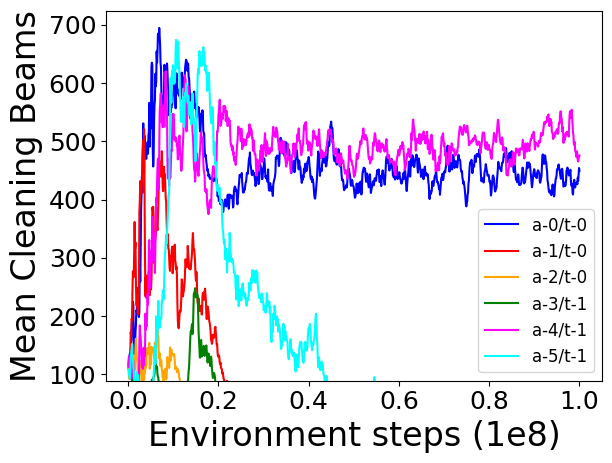 Mean Cleaning Beams
700
600
500
400
300
200
100
0.0 0.2 0.4 0.6 0.8 1.0
Environment steps (1e8)
a-0/t-0
a-1/t-0
a-2/t-0
a-3/t-1
a-4/t-1
a-5/t-1